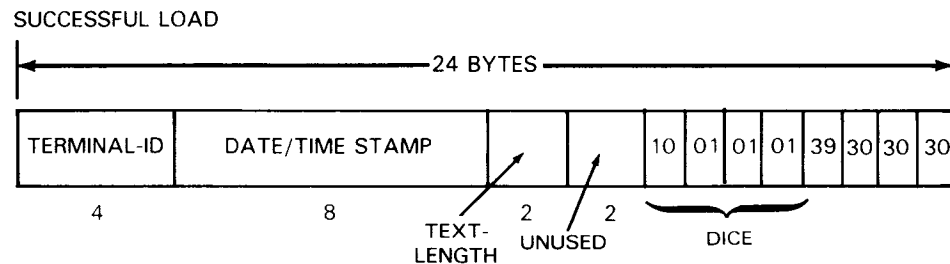 SUCCESSFUL LOAD
24 BYTES
TERMINAL-ID DATE/TIME STAMP 10 01 01 01 39 30 30 30
4 8 2 2
TEXT-
LENGTH
UNUSED
DICE